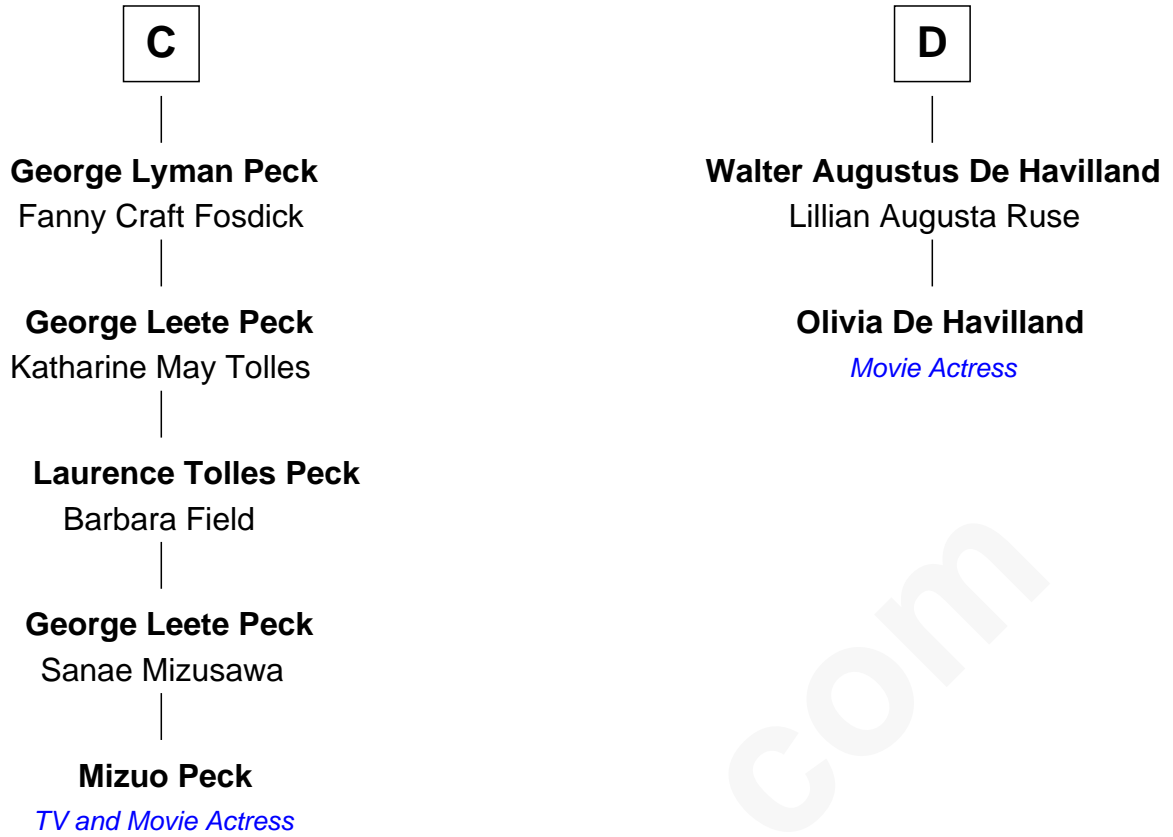 C
George Lyman Peck
Fanny Craft Fosdick
George Leete Peck
Katharine May Tolles
Laurence Tolles Peck
Barbara Field
George Leete Peck
Sanae Mizusawa
Mizuo Peck
TV and Movie Actress
D
Walter Augustus De Havilland
Lillian Augusta Ruse
Olivia De Havilland
Movie Actress
com